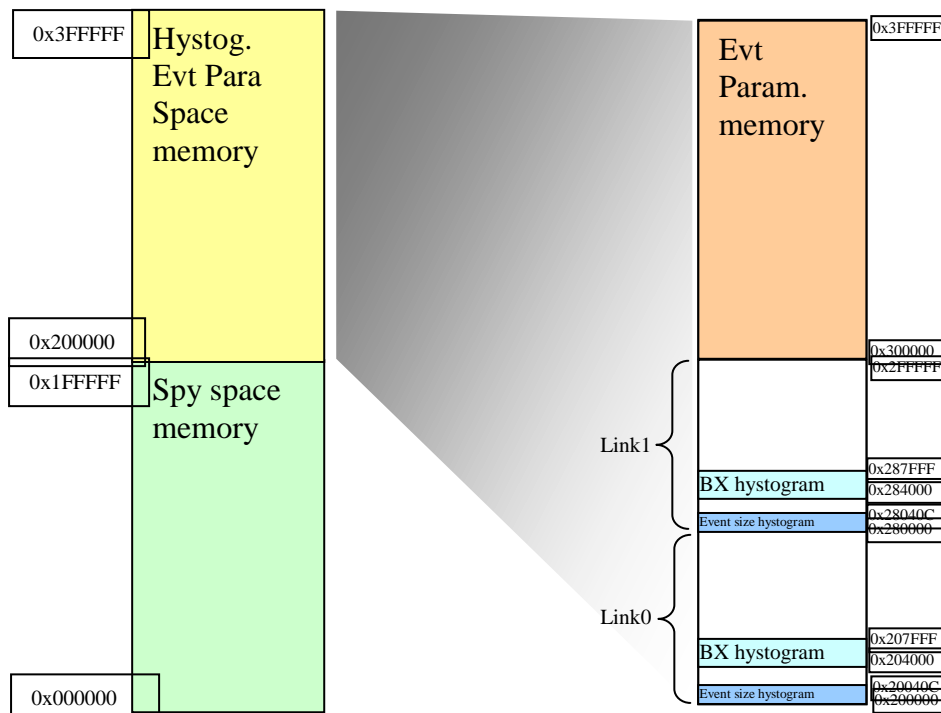 0x3FFFFF
Hystog.
Evt Para
Space
memory
0x200000
0x1FFFFF
Spy space
memory
0x000000
Evt
Param.
memory
0x3FFFFF
0x300000
0x2FFFFF
Link1
BX hystogram
0x287FFF
0x284000
Event size hystogram
0x28040C
0x280000
Link0
BX hystogram
0x207FFF
0x204000
Event size hystogram
0x20040C
0x200000